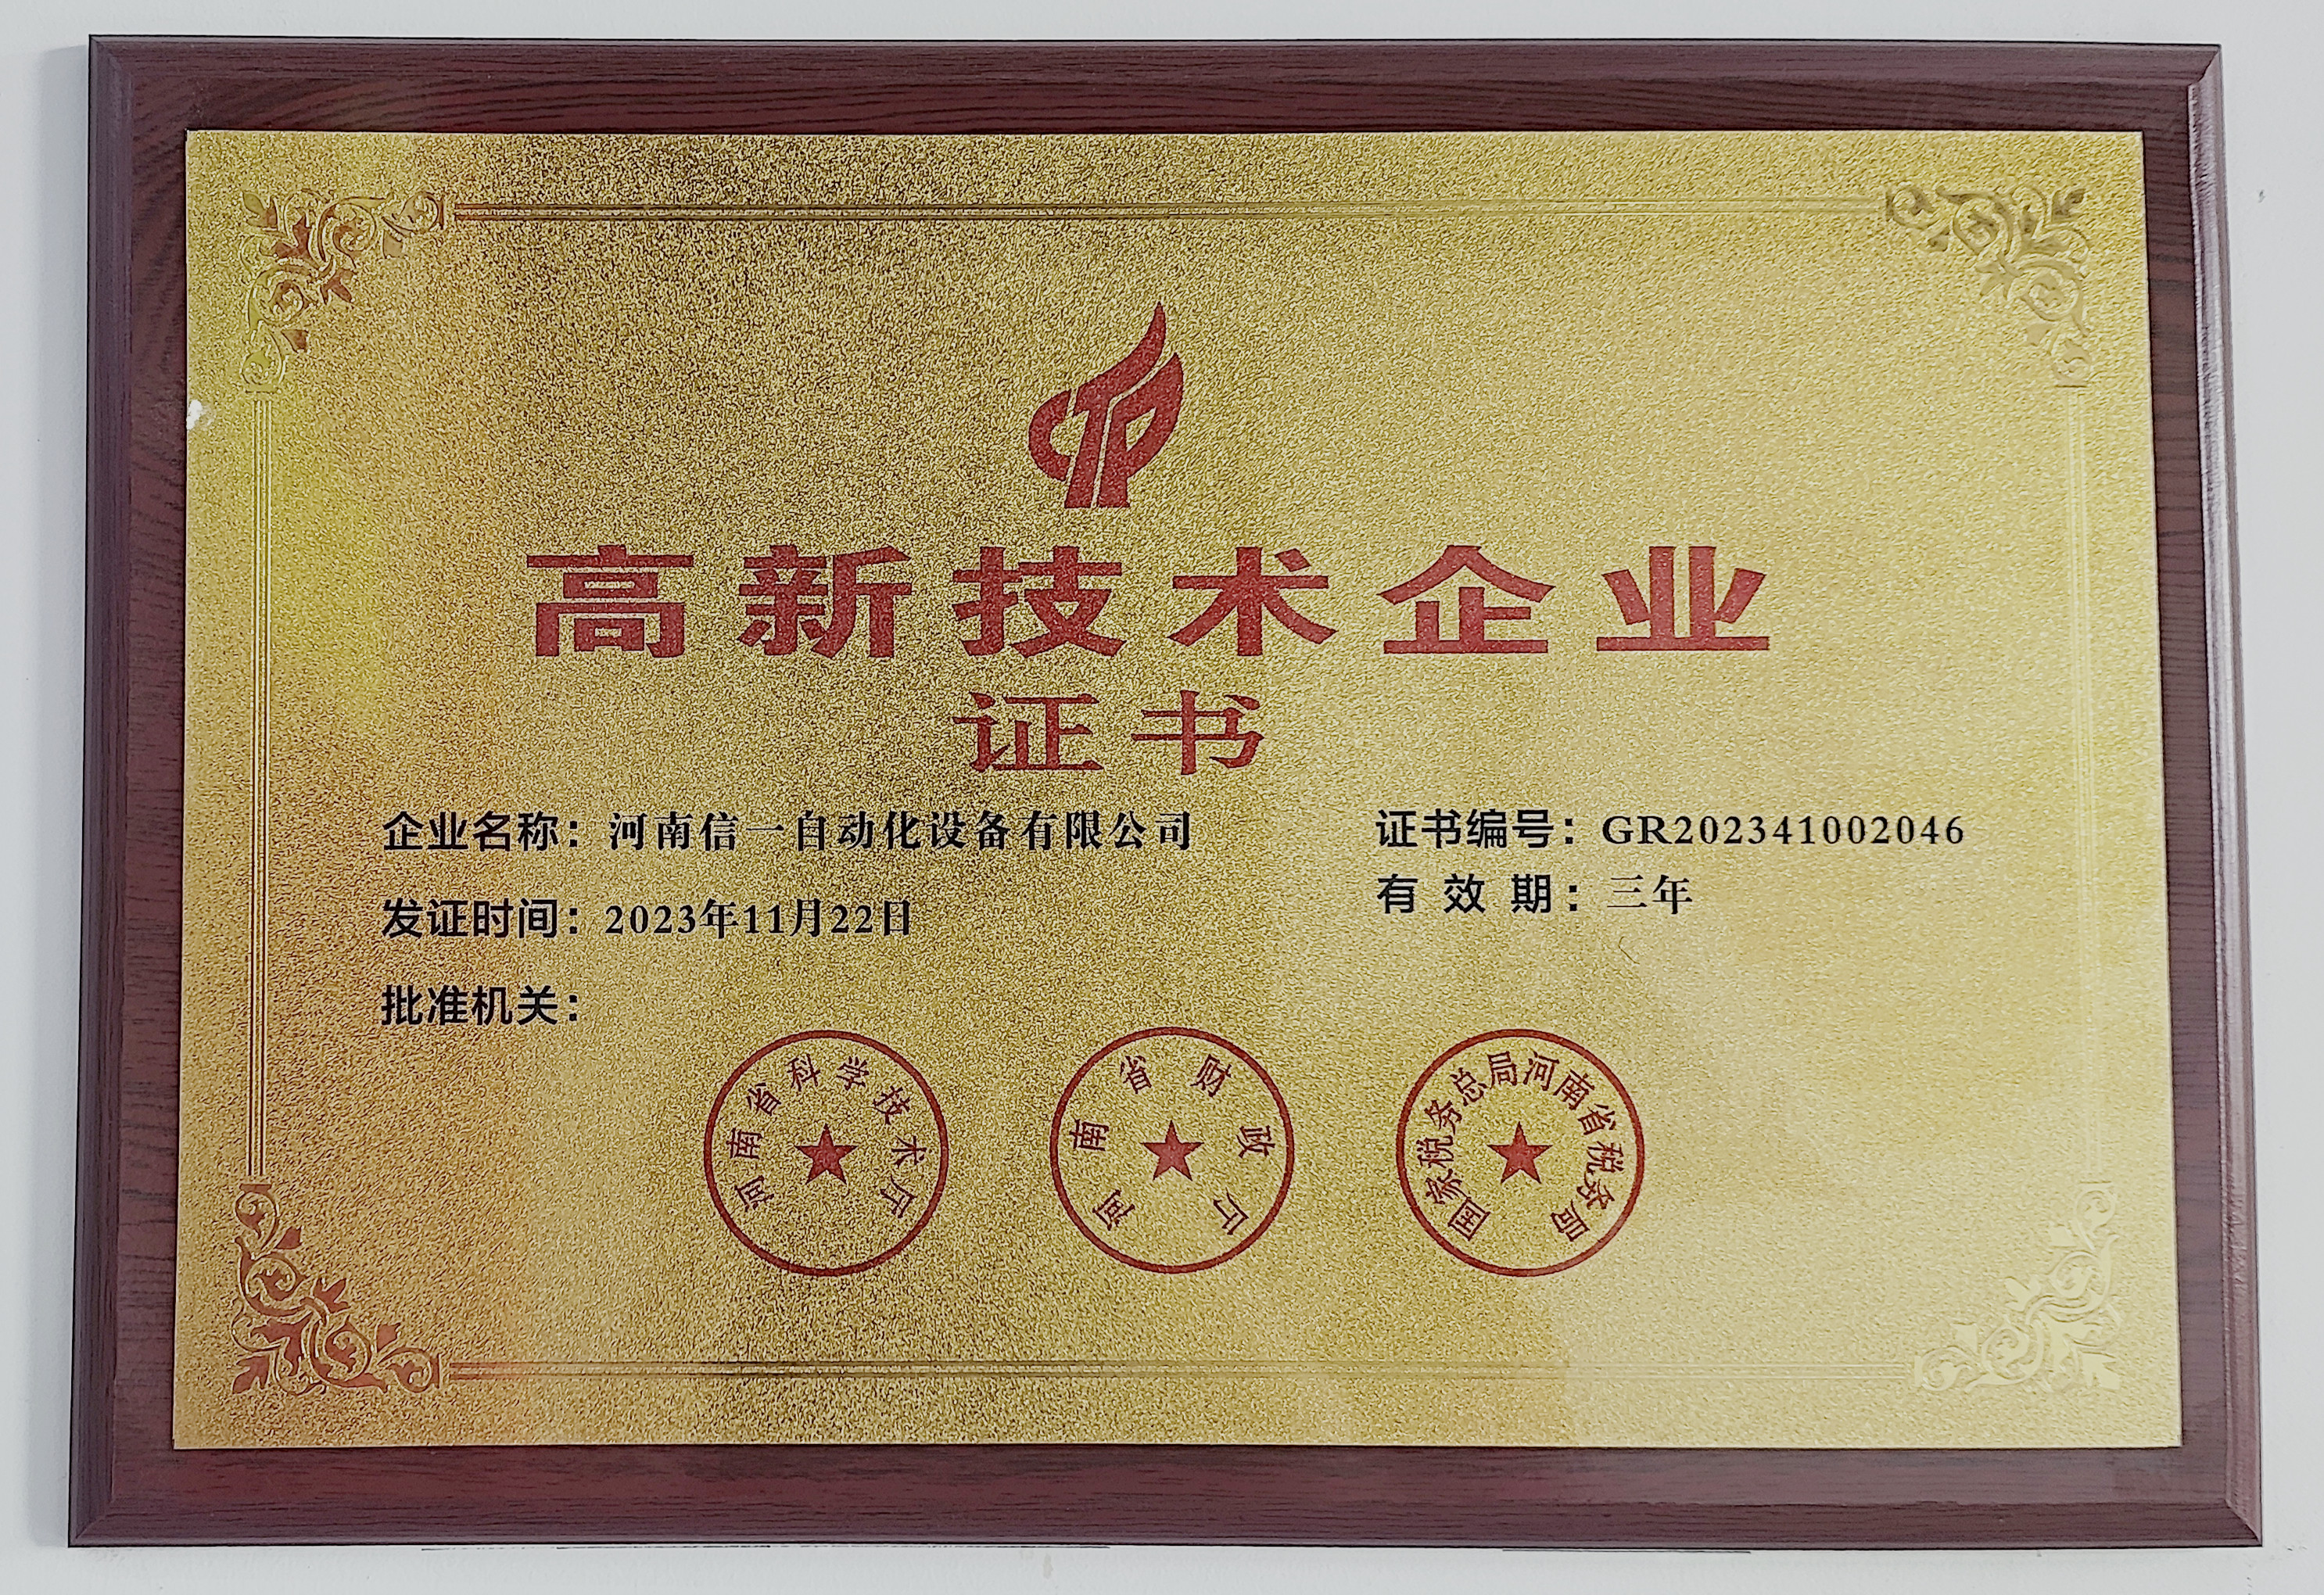 高新技术企业
证书
企业名称：河南信一自动化设备有限公司
证书编号：GR202341002046
发证时间：2023年11月22日
有效期：三年
批准机关：
河南省科学技术厅
河南省财政厅
国家税务总局河南省税务局